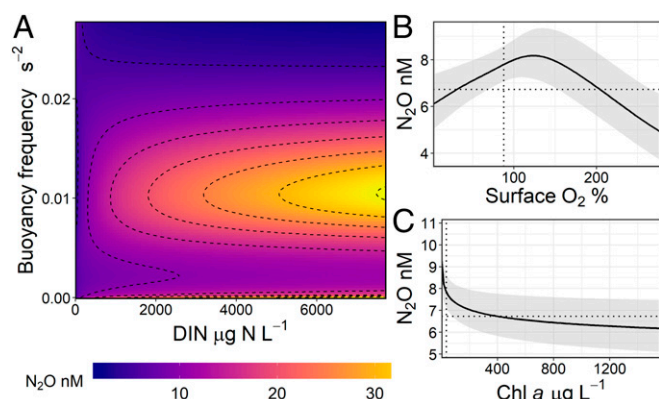 A
Buoyancy frequency s⁻²
0.02
0.01
0.00
2000
4000
6000
DIN µg N L⁻¹
N₂O nM
10
20
30
B
N₂O nM
8
6
4
100
200
Surface O₂ %
C
N₂O nM
11
10
9
8
7
6
5
400
800
1200
Chl a µg L⁻¹